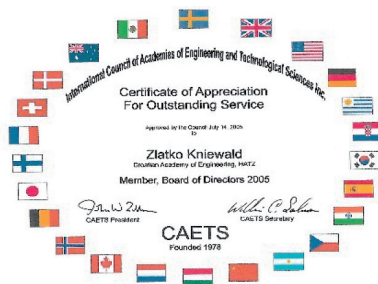 International Council of Academies of Engineering and Technological Sciences Inc.
Certificate of Appreciation
For Outstanding Service
Approved by the Council July 14, 2005
to
Zlatko Kniewald
Croatian Academy of Engineering, HATZ
Member, Board of Directors 2005
CAETS President CAETS Secretary
CAETS
Founded 1978